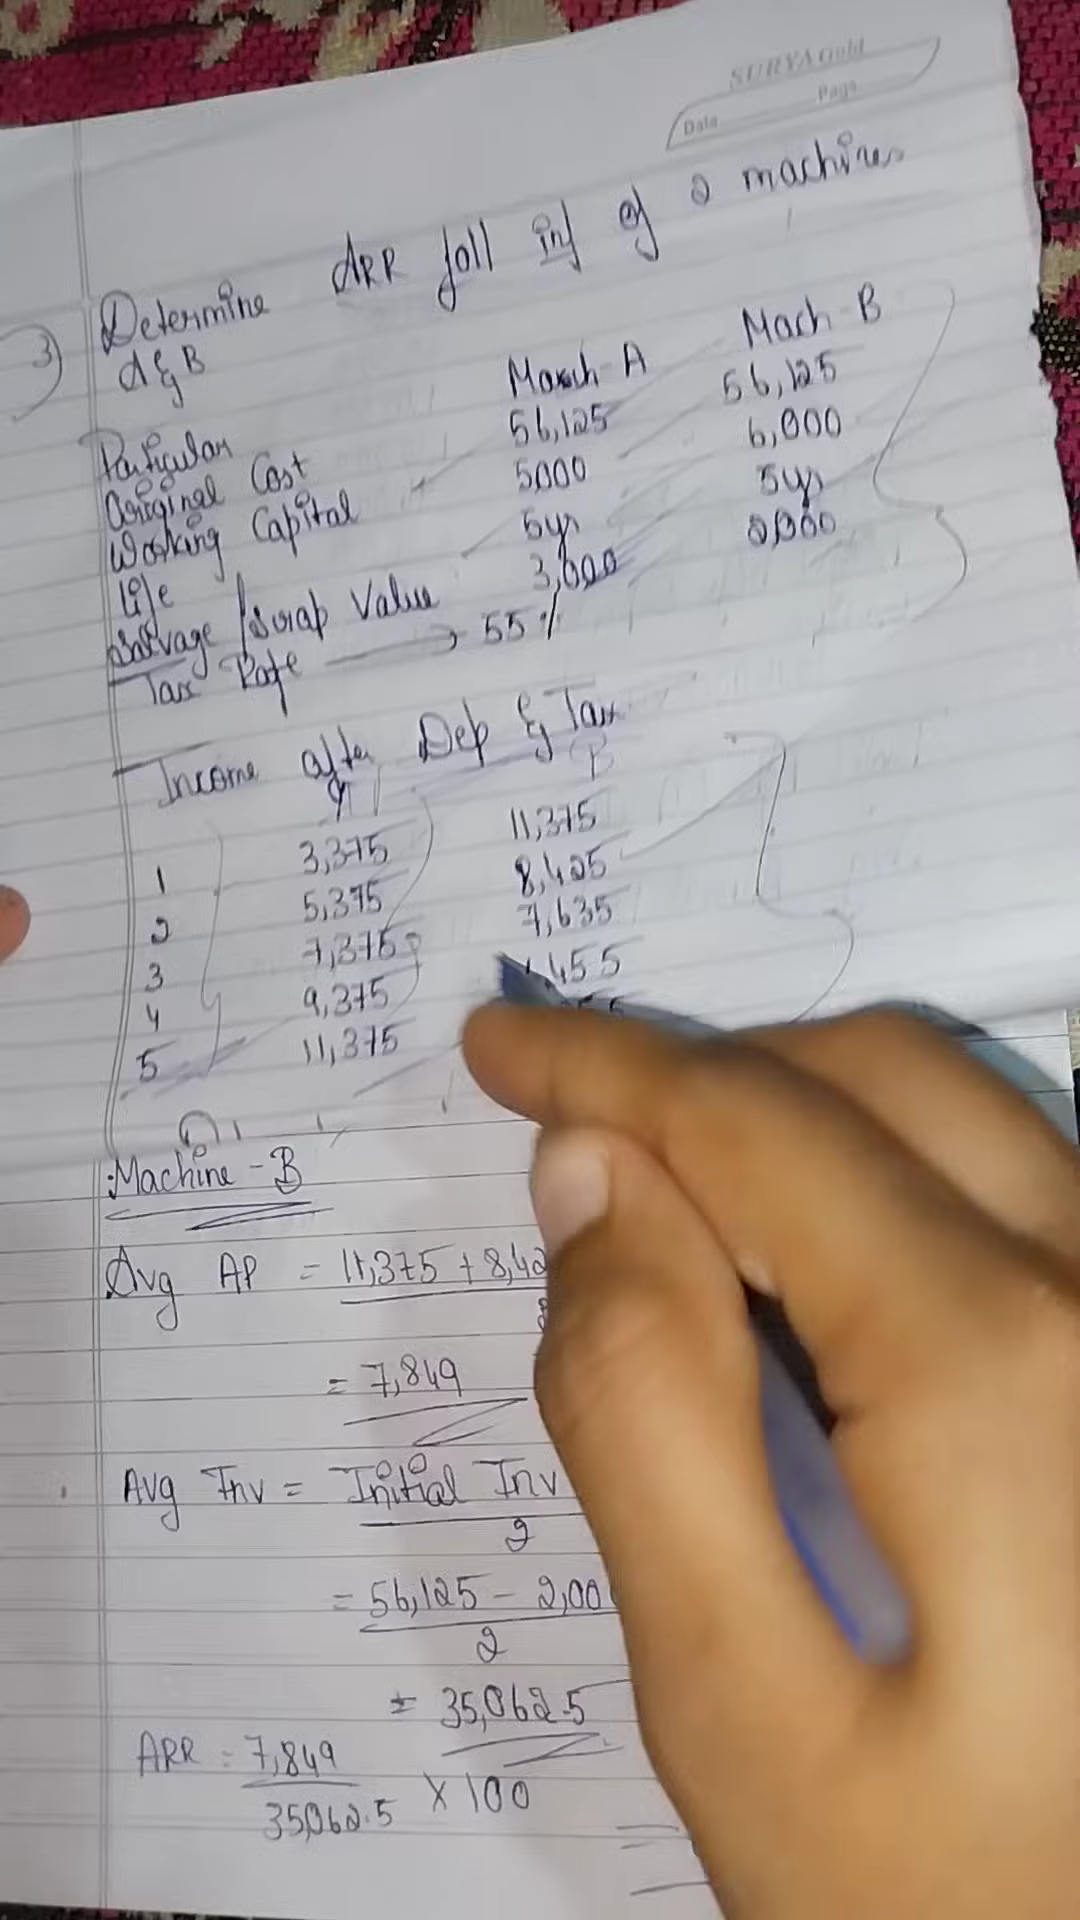 SURYA Gold
Page
Date
3) Determine ARR foll inf of 2 machines
A & B
Particular Mach A Mach B
Original Cost 56,125 56,125
Working Capital 5000 6,000
Life 5yr 5yr
Salvage / Scrap Value 3,000 2,000
Tax Rate → 55%
Income after Dep & Tax
A B
1 3,375 11,375
2 5,375 8,425
3 7,375 7,635
4 9,375 455
5 11,375
Machine - B
Avg AP = 11,375 + 8,42
= 7,849
Avg Inv = Initial Inv
2
= 56,125 - 2,00
2
= 35,062.5
ARR = 7,849
35,062.5 × 100
=